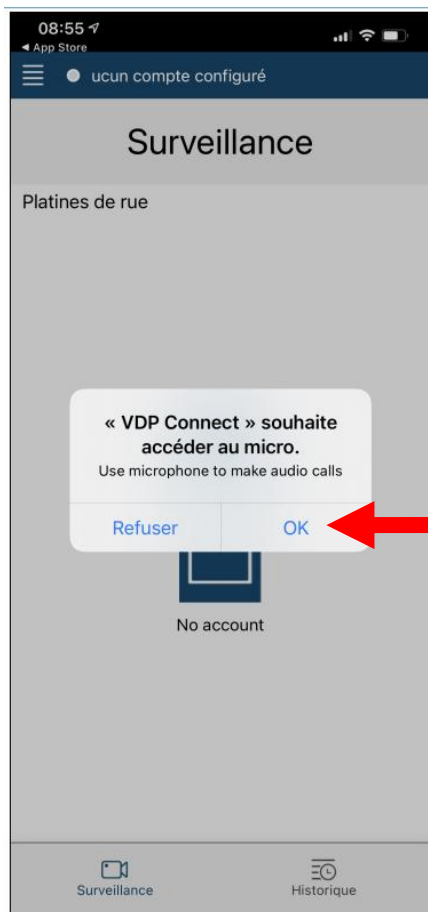 08:55
◀ App Store
ucun compte configuré
Surveillance
Platines de rue
« VDP Connect » souhaite
accéder au micro.
Use microphone to make audio calls
Refuser OK
No account
Surveillance Historique